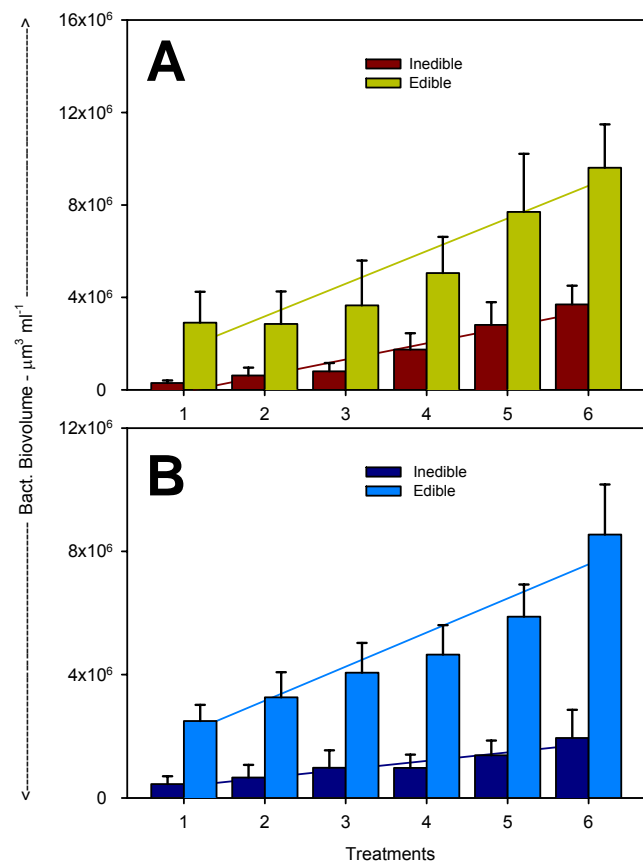 16x10⁶
A
Inedible
Edible
12x10⁶
8x10⁶
4x10⁶
0
1 2 3 4 5 6
Bact. Biovolume - μm³ ml⁻¹
12x10⁶
B
Inedible
Edible
8x10⁶
4x10⁶
0
1 2 3 4 5 6
Treatments